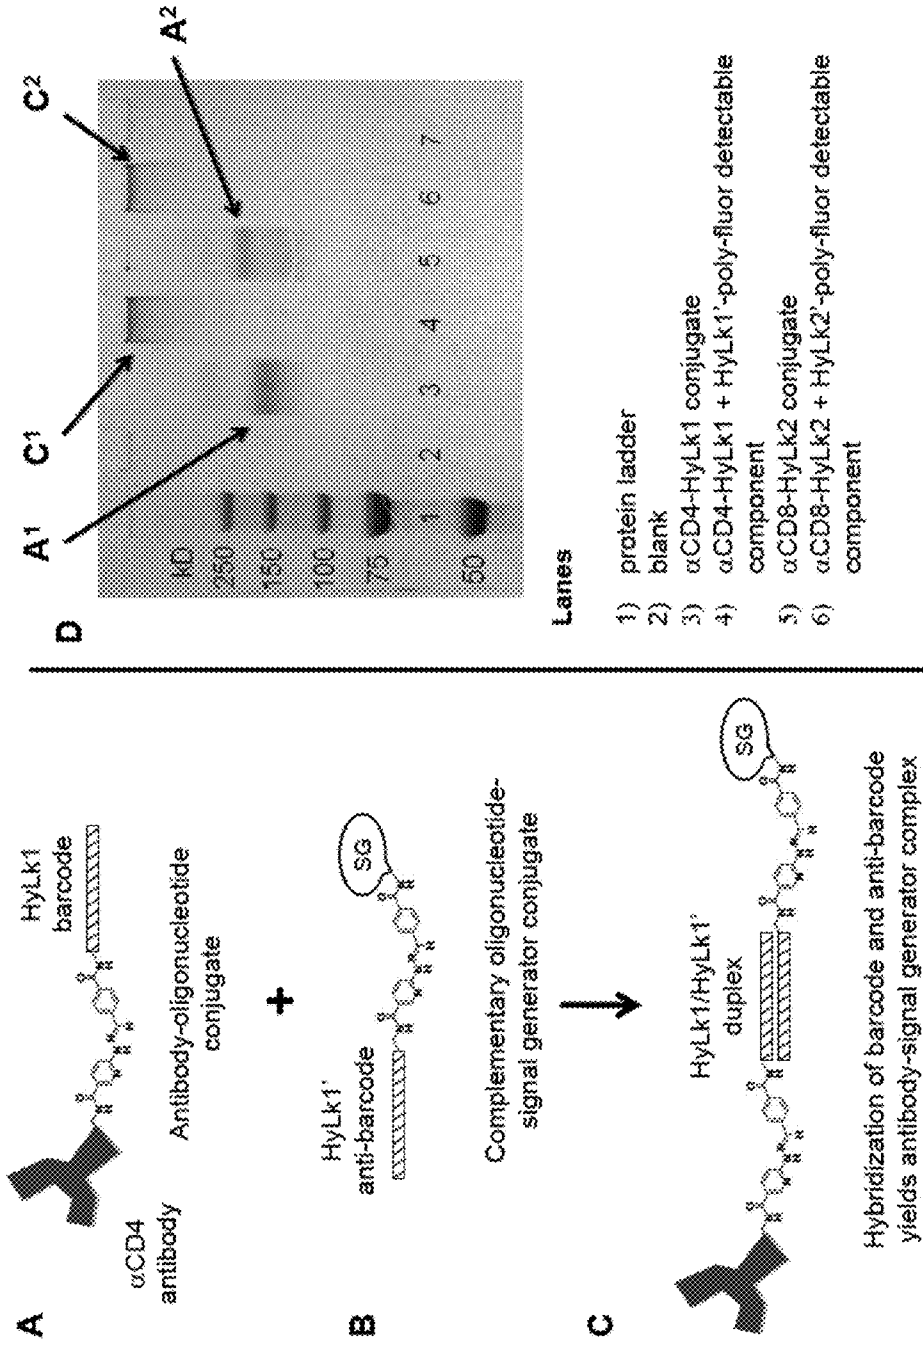 A
αCD4
antibody
HyLk1
barcode
Antibody-oligonucleotide
conjugate
+
B
HyLk1'
anti-barcode
SG
Complementary oligonucleotide-
signal generator conjugate
C
HyLk1/HyLk1'
duplex
SG
Hybridization of barcode and anti-barcode
yields antibody-signal generator complex
D
A1
C1
C2
A2
kD
250
150
100
75
50
1 2 3 4 5 6 7
Lanes
1) protein ladder
2) blank
3) αCD4-HyLk1 conjugate
4) αCD4-HyLk1 + HyLk1'-poly-fluor detectable
component
5) αCD8-HyLk2 conjugate
6) αCD8-HyLk2 + HyLk2'-poly-fluor detectable
component